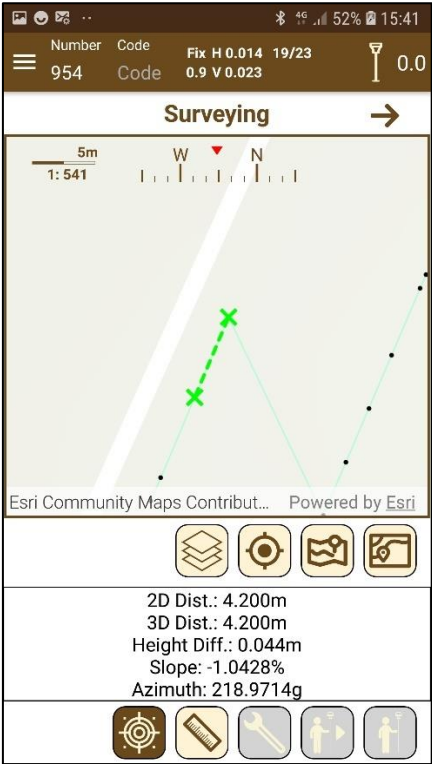 4G 52% 15:41
Number Code Fix H 0.014 19/23
954 Code 0.9 V 0.023 0.0
Surveying
5m W N
1: 541
Esri Community Maps Contribut... Powered by Esri
2D Dist.: 4.200m
3D Dist.: 4.200m
Height Diff.: 0.044m
Slope: -1.0428%
Azimuth: 218.9714g